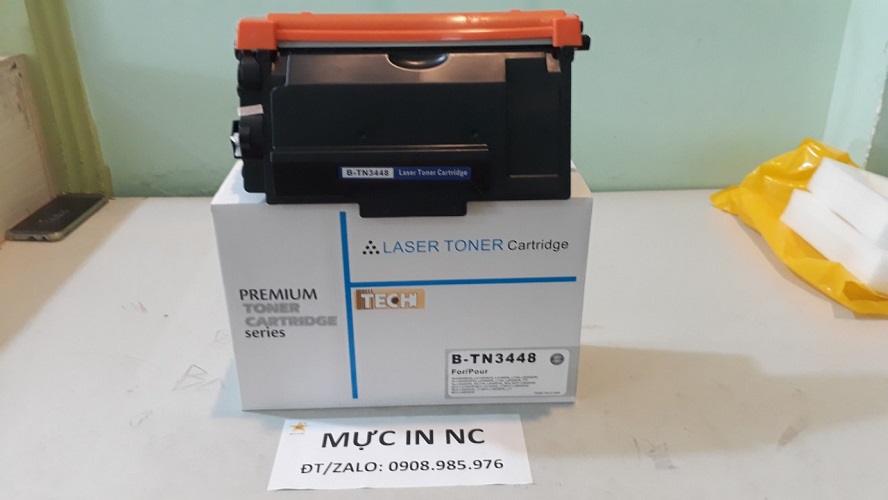 B-TN3448 Laser Toner Cartridge
LASER TONER Cartridge
PREMIUM
TONER
CARTRIDGE
series
TECH
B-TN3448
For/Pour
MỰC IN NC
ĐT/ZALO: 0908.985.976